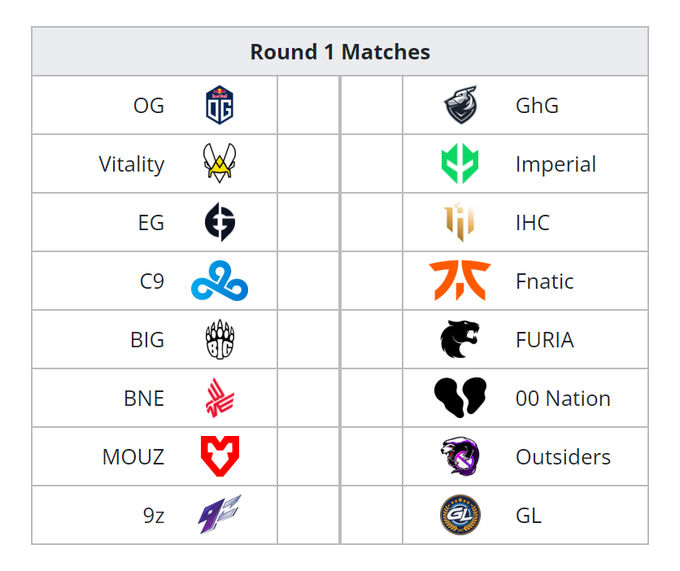 Round 1 Matches
OG GhG
Vitality Imperial
EG IHC
C9 Fnatic
BIG FURIA
BNE 00 Nation
MOUZ Outsiders
9z GL